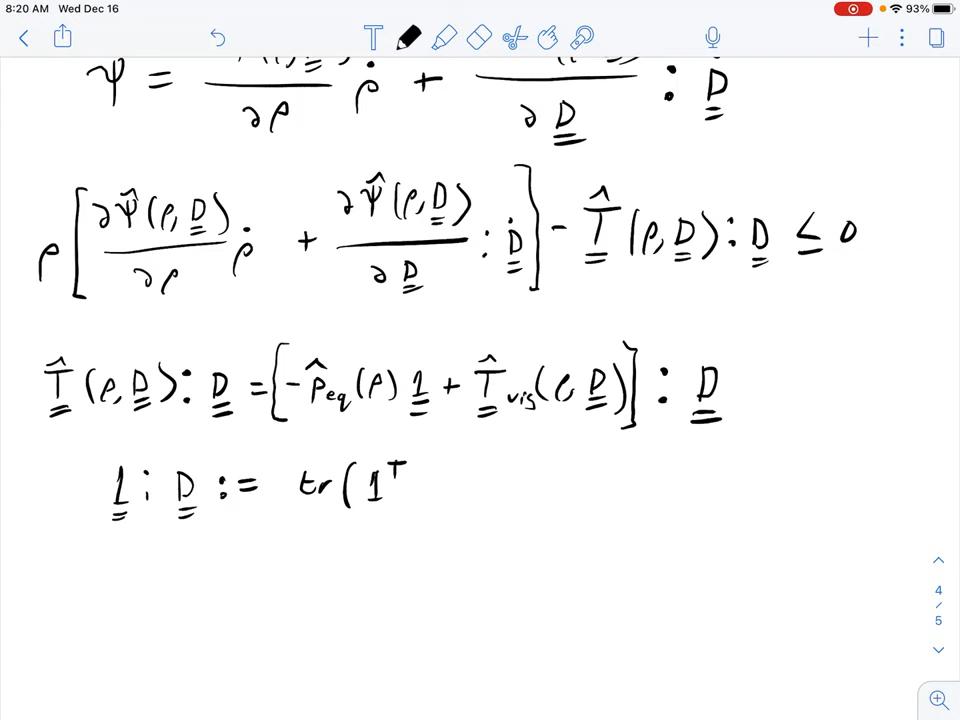 8:20 AM Wed Dec 16 93%
T
ψ = ∂ρ ρ̇ + ∂D̳ : Ḋ̳
ρ[∂ψ̂(ρ,D̳)/∂ρ ρ̇ + ∂ψ̂(ρ,D̳)/∂D̳ : Ḋ̳] - T̳̂(ρ,D̳):D̳ ≤ 0
T̳̂(ρ,D̳):D̳ = [-p̂eq(ρ)1̳ + T̳̂vis(ρ,D̳)] : D̳
1̳ : D̳ := tr(1ᵀ
4
/
5